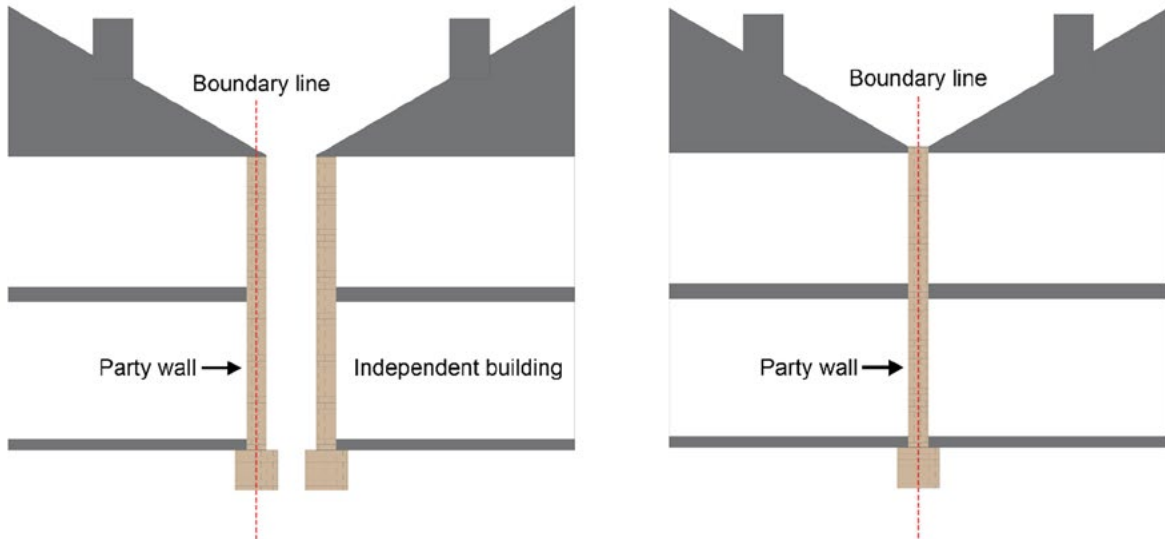 Boundary line
Party wall
Independent building
Boundary line
Party wall